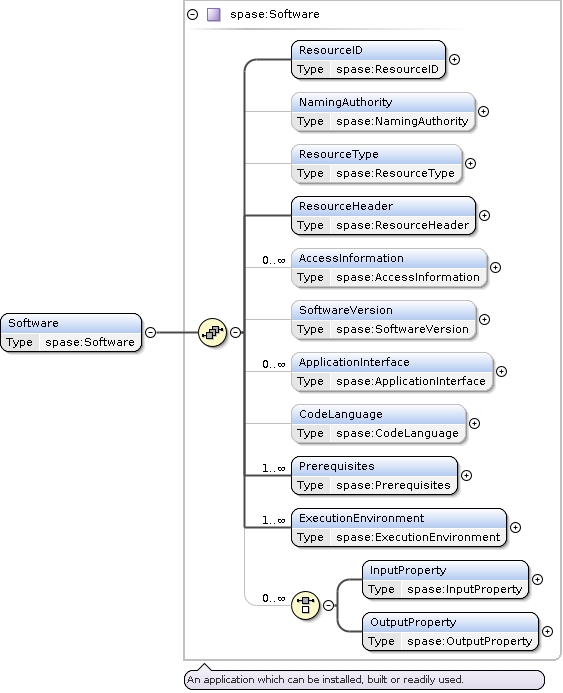 spase:Software
ResourceID
Type spase:ResourceID
NamingAuthority
Type spase:NamingAuthority
ResourceType
Type spase:ResourceType
ResourceHeader
Type spase:ResourceHeader
0..∞
AccessInformation
Type spase:AccessInformation
SoftwareVersion
Type spase:SoftwareVersion
Software
Type spase:Software
0..∞
ApplicationInterface
Type spase:ApplicationInterface
CodeLanguage
Type spase:CodeLanguage
1..∞
Prerequisites
Type spase:Prerequisites
1..∞
ExecutionEnvironment
Type spase:ExecutionEnvironment
0..∞
InputProperty
Type spase:InputProperty
OutputProperty
Type spase:OutputProperty
An application which can be installed, built or readily used.